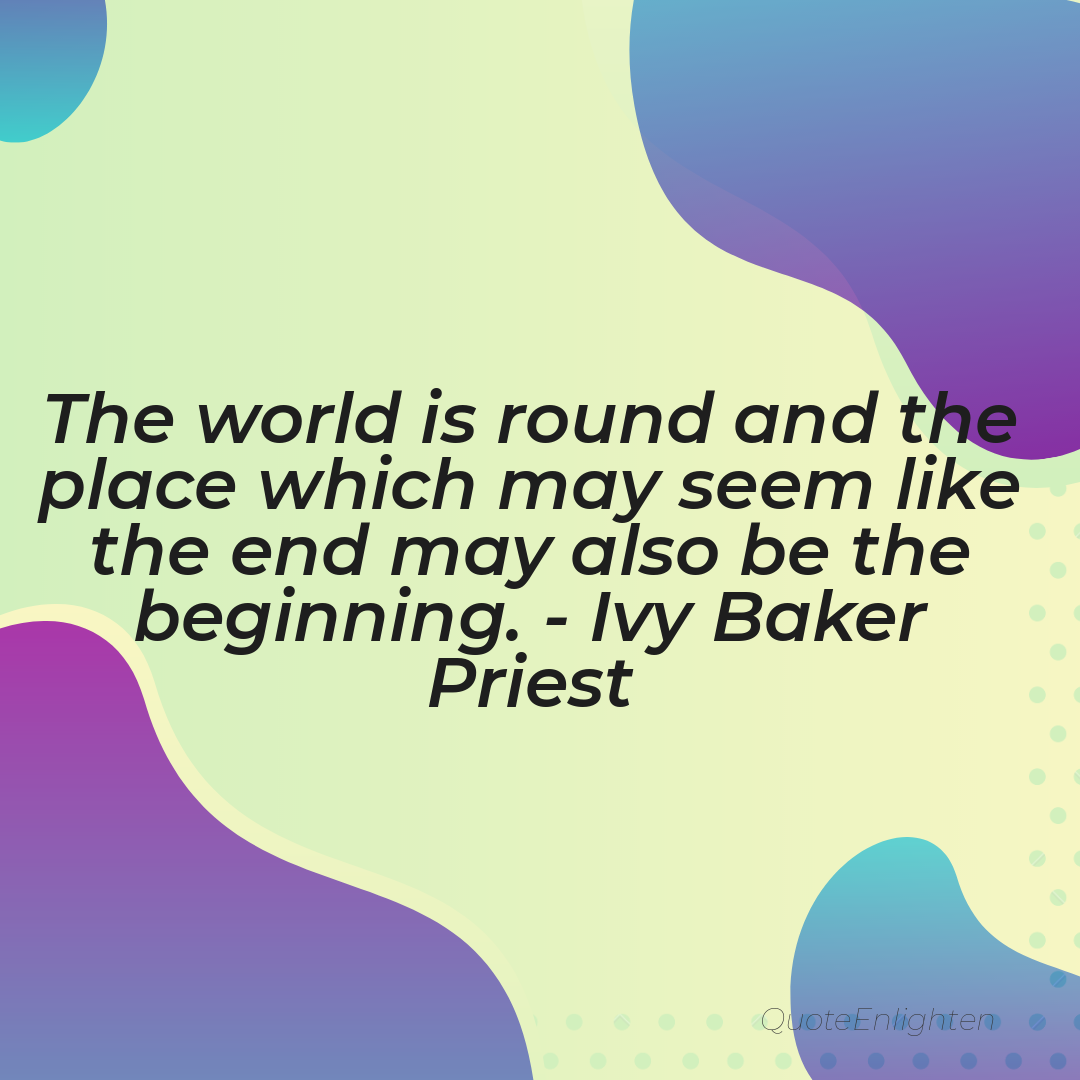 The world is round and the
place which may seem like
the end may also be the
beginning. - Ivy Baker
Priest
QuoteEnlighten